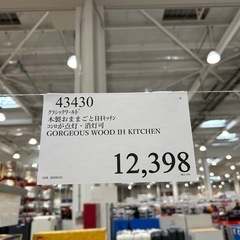 43430
クラシックワールド
木製おままごとIHキッチン
コンロが点灯・消灯可
GORGEOUS WOOD IH KITCHEN
12,398